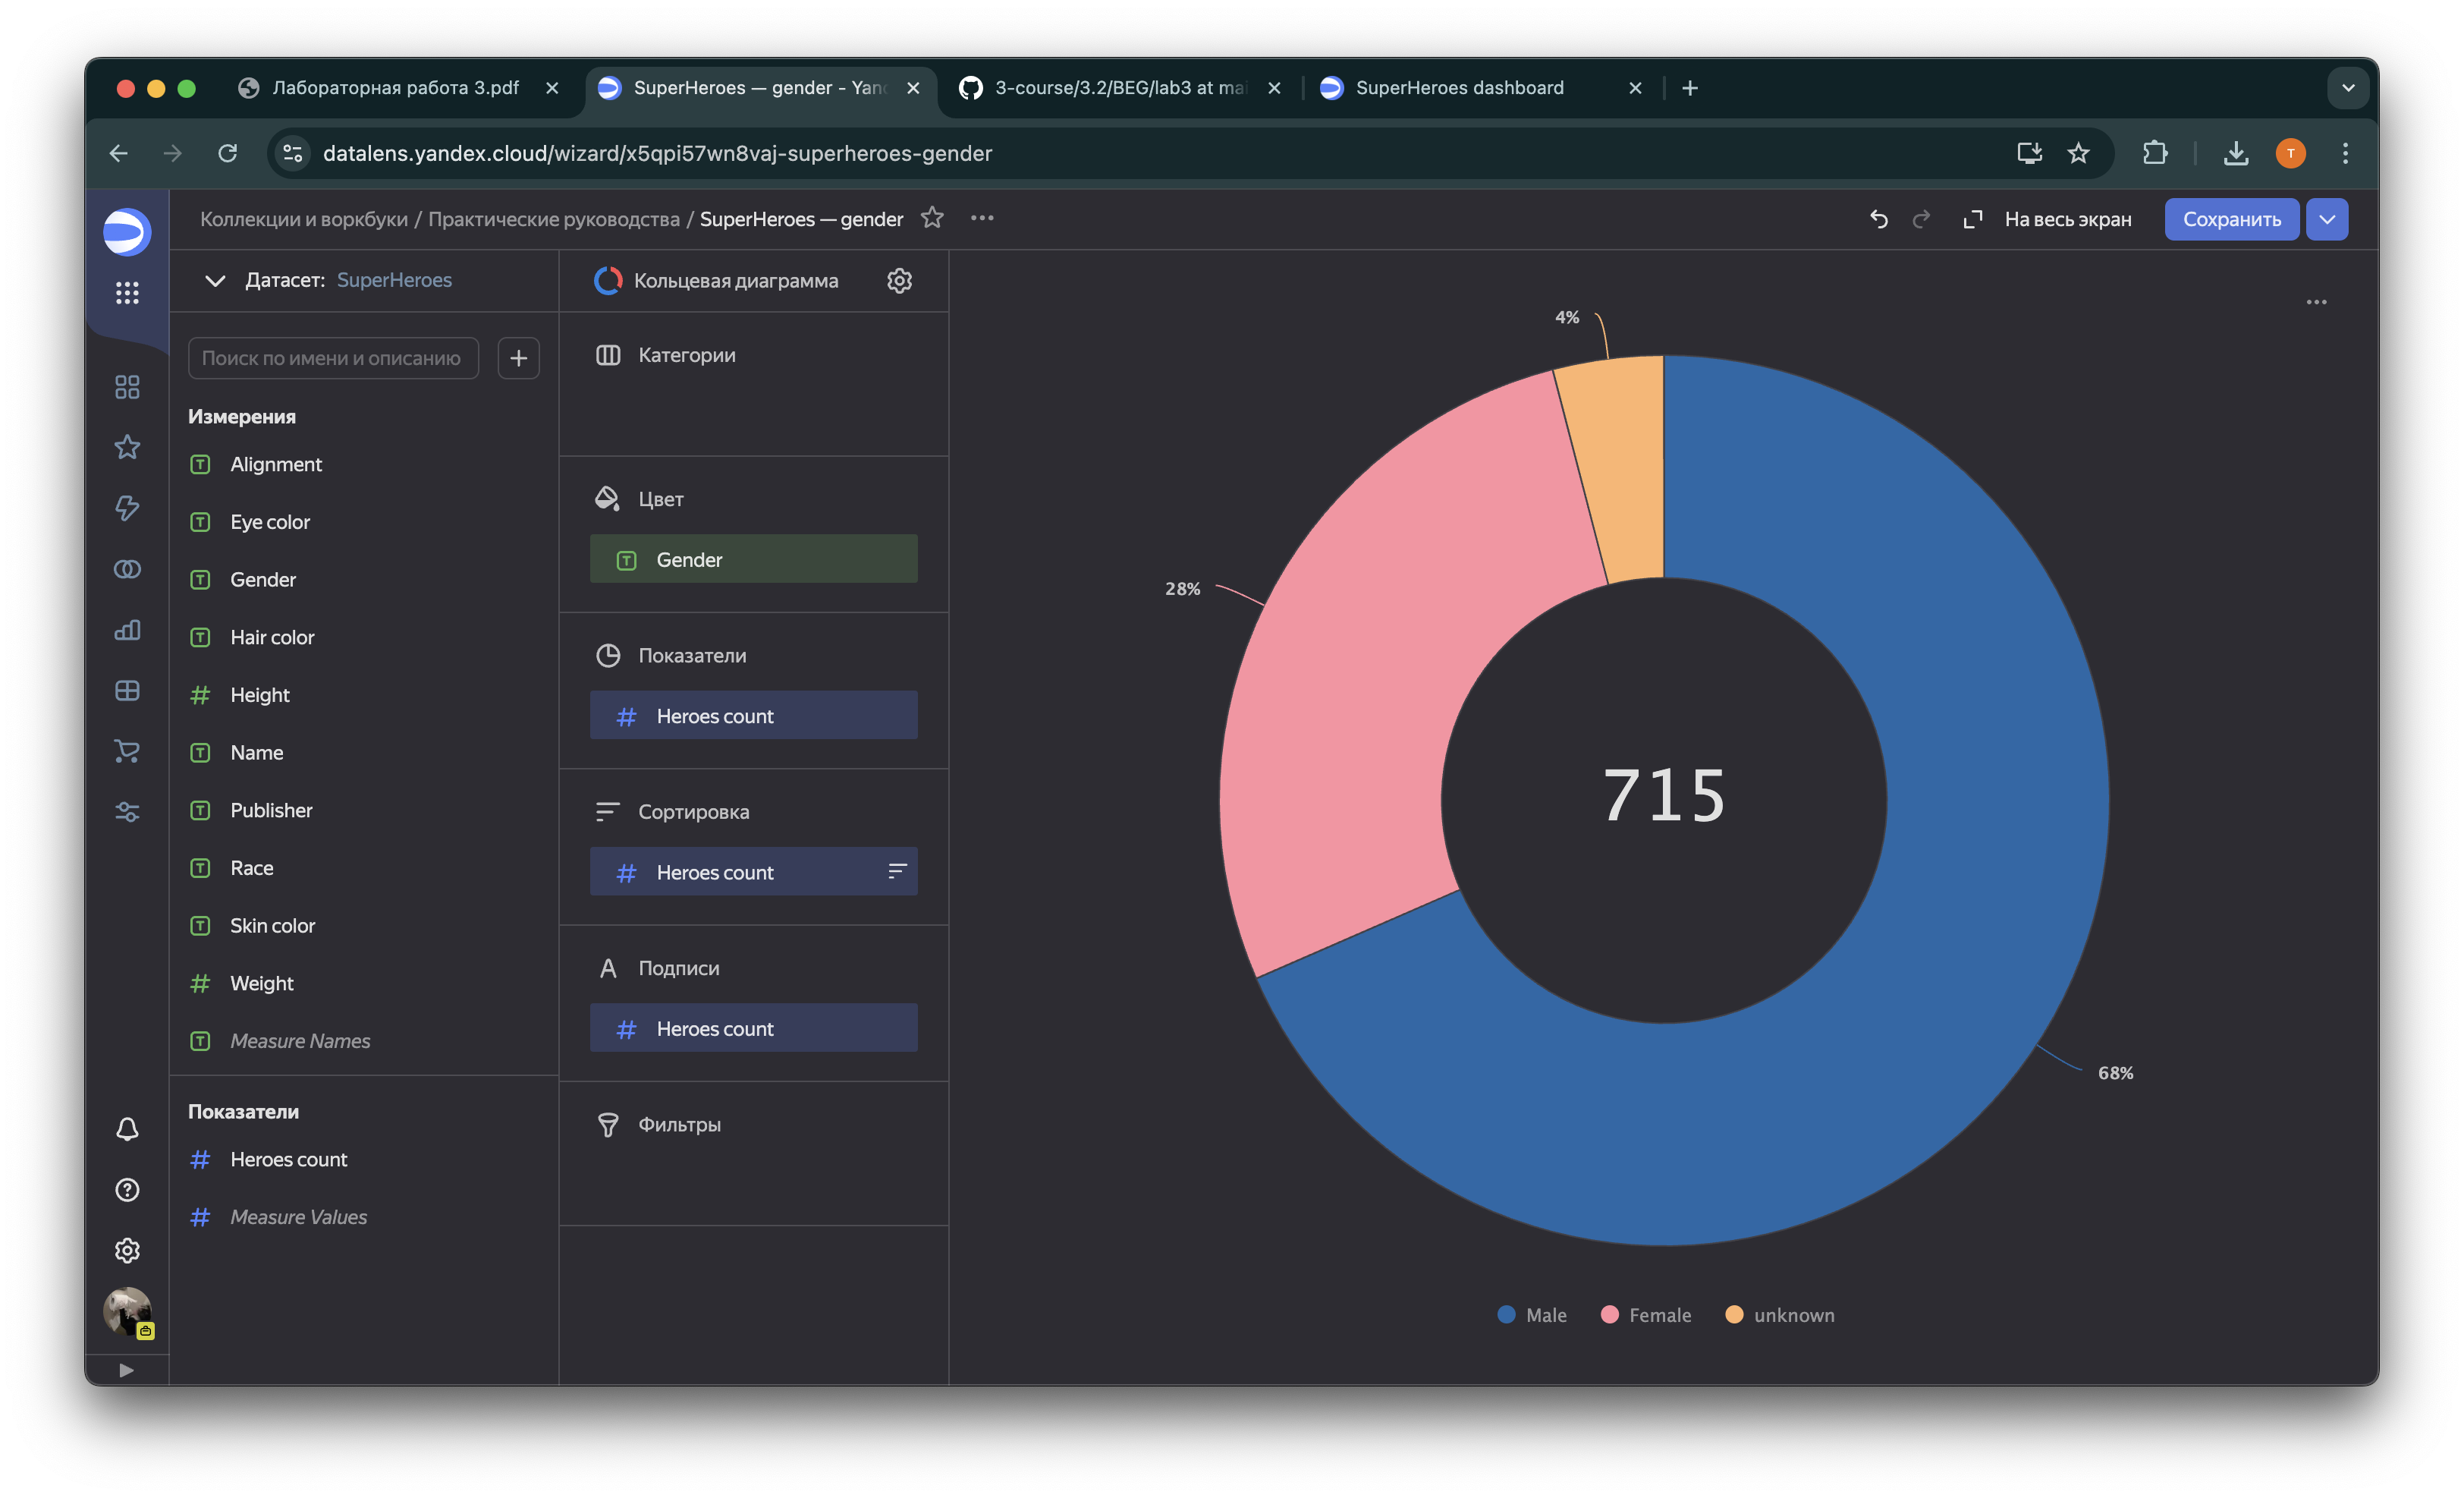 Лабораторная работа 3.pdf
SuperHeroes — gender - Yan
3-course/3.2/BEG/lab3 at mai
SuperHeroes dashboard
datalens.yandex.cloud/wizard/x5qpi57wn8vaj-superheroes-gender
T
Коллекции и воркбуки / Практические руководства / SuperHeroes — gender
На весь экран
Сохранить
Датасет: SuperHeroes
Поиск по имени и описанию
Измерения
Alignment
Eye color
Gender
Hair color
Height
Name
Publisher
Race
Skin color
Weight
Measure Names
Показатели
Heroes count
Measure Values
Кольцевая диаграмма
Категории
Цвет
Gender
Показатели
Heroes count
Сортировка
Heroes count
Подписи
Heroes count
Фильтры
4%
28%
715
68%
Male
Female
unknown